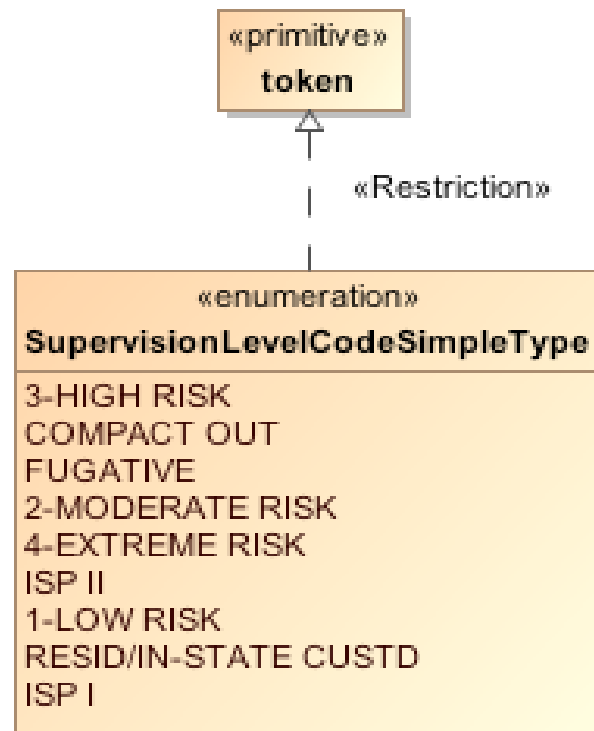 «primitive»
token
«Restriction»
«enumeration»
SupervisionLevelCodeSimpleType
3-HIGH RISK
COMPACT OUT
FUGATIVE
2-MODERATE RISK
4-EXTREME RISK
ISP II
1-LOW RISK
RESID/IN-STATE CUSTD
ISP I